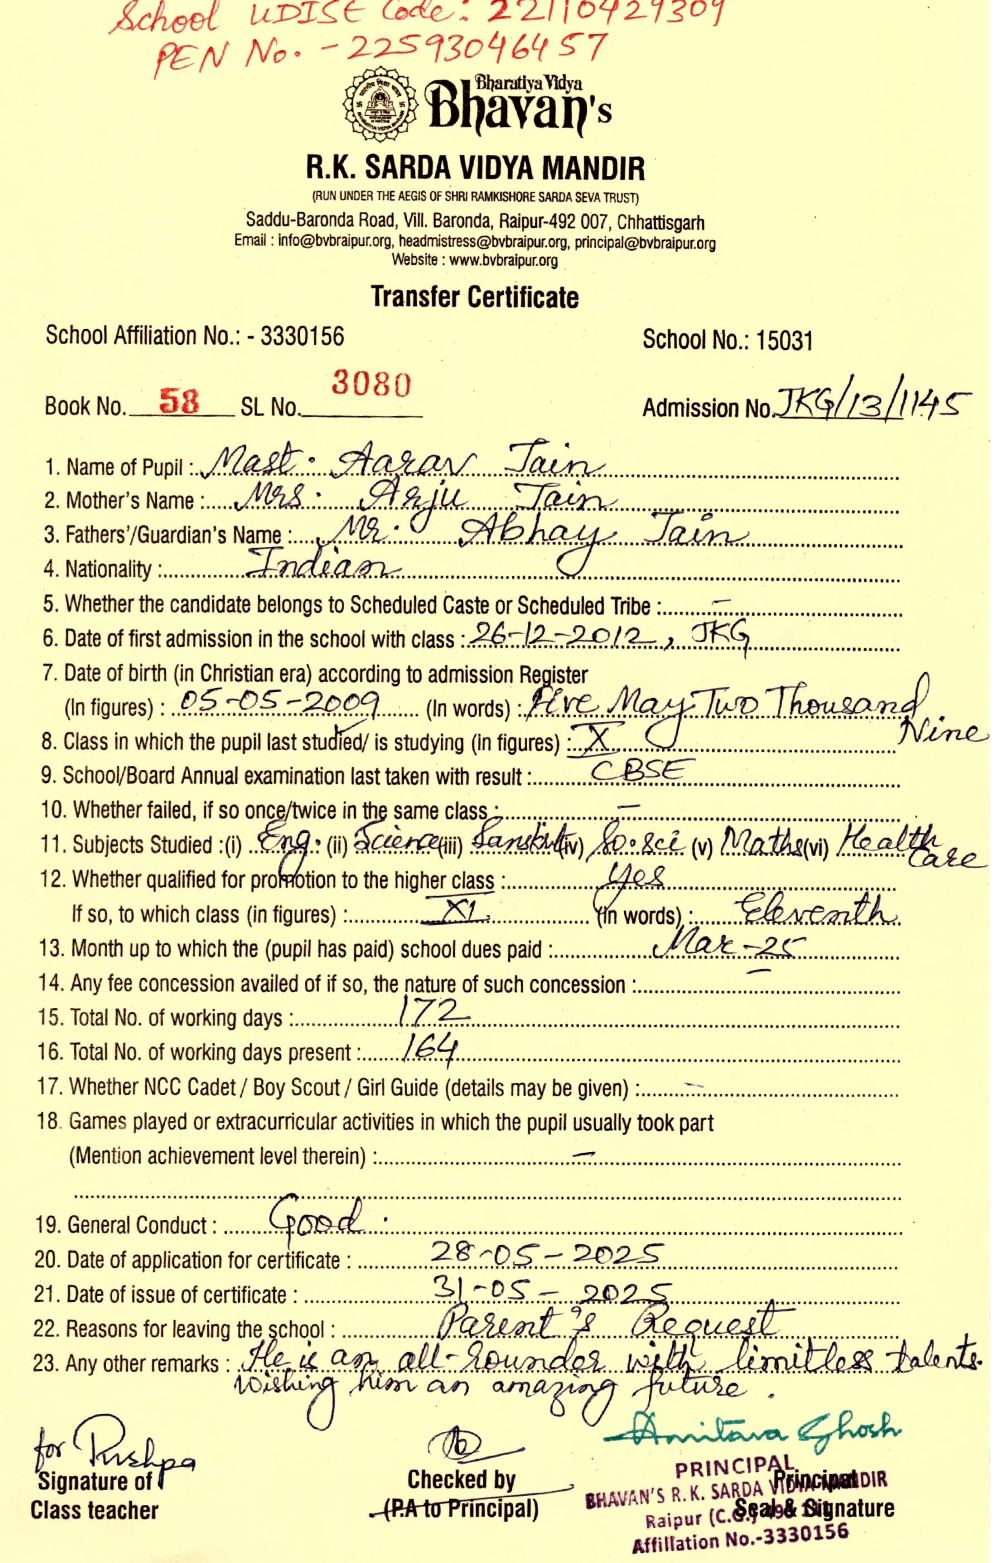 School UDISE Code: 22110429309
PEN No. - 22593046457
Bharatiya Vidya
Bhavan's
R.K. SARDA VIDYA MANDIR
(RUN UNDER THE AEGIS OF SHRI RAMKISHORE SARDA SEVA TRUST)
Saddu-Baronda Road, Vill. Baronda, Raipur-492 007, Chhattisgarh
Email : info@bvbraipur.org, headmistress@bvbraipur.org, principal@bvbraipur.org
Website : www.bvbraipur.org
Transfer Certificate
School Affiliation No.: - 3330156 School No.: 15031
Book No. 58 SL No. 3080 Admission No. JKG/13/1145
1. Name of Pupil : Mast. Aarav Jain
2. Mother's Name : Mrs. Anju Jain
3. Fathers'/Guardian's Name : Mr. Abhay Jain
4. Nationality : Indian
5. Whether the candidate belongs to Scheduled Caste or Scheduled Tribe : -
6. Date of first admission in the school with class : 26-12-2012, JKG
7. Date of birth (in Christian era) according to admission Register
(In figures) : 05-05-2009 (In words) : Five May Two Thousand Nine
8. Class in which the pupil last studied/ is studying (in figures) : X
9. School/Board Annual examination last taken with result : CBSE
10. Whether failed, if so once/twice in the same class : -
11. Subjects Studied :(i) Eng. (ii) Science (iii) Sanskrit (iv) So.sci (v) Maths (vi) Health Care
12. Whether qualified for promotion to the higher class : Yes
If so, to which class (in figures) : XI (In words) : Eleventh
13. Month up to which the (pupil has paid) school dues paid : Mar-25
14. Any fee concession availed of if so, the nature of such concession : -
15. Total No. of working days : 172
16. Total No. of working days present : 164
17. Whether NCC Cadet / Boy Scout / Girl Guide (details may be given) : -
18. Games played or extracurricular activities in which the pupil usually took part
(Mention achievement level therein) : -
19. General Conduct : Good.
20. Date of application for certificate : 28-05-2025
21. Date of issue of certificate : 31-05-2025
22. Reasons for leaving the school : Parent's Request
23. Any other remarks : He is an all-rounder with limitless talents.
Wishing him an amazing future.
for Pushpa
Signature of
Class teacher
Checked by
(P.A to Principal)
Amitava Ghosh
Principal
Seal & Signature
PRINCIPAL
BHAVAN'S R.K. SARDA VIDYA MANDIR
Raipur (C.G.)
Affiliation No.-3330156